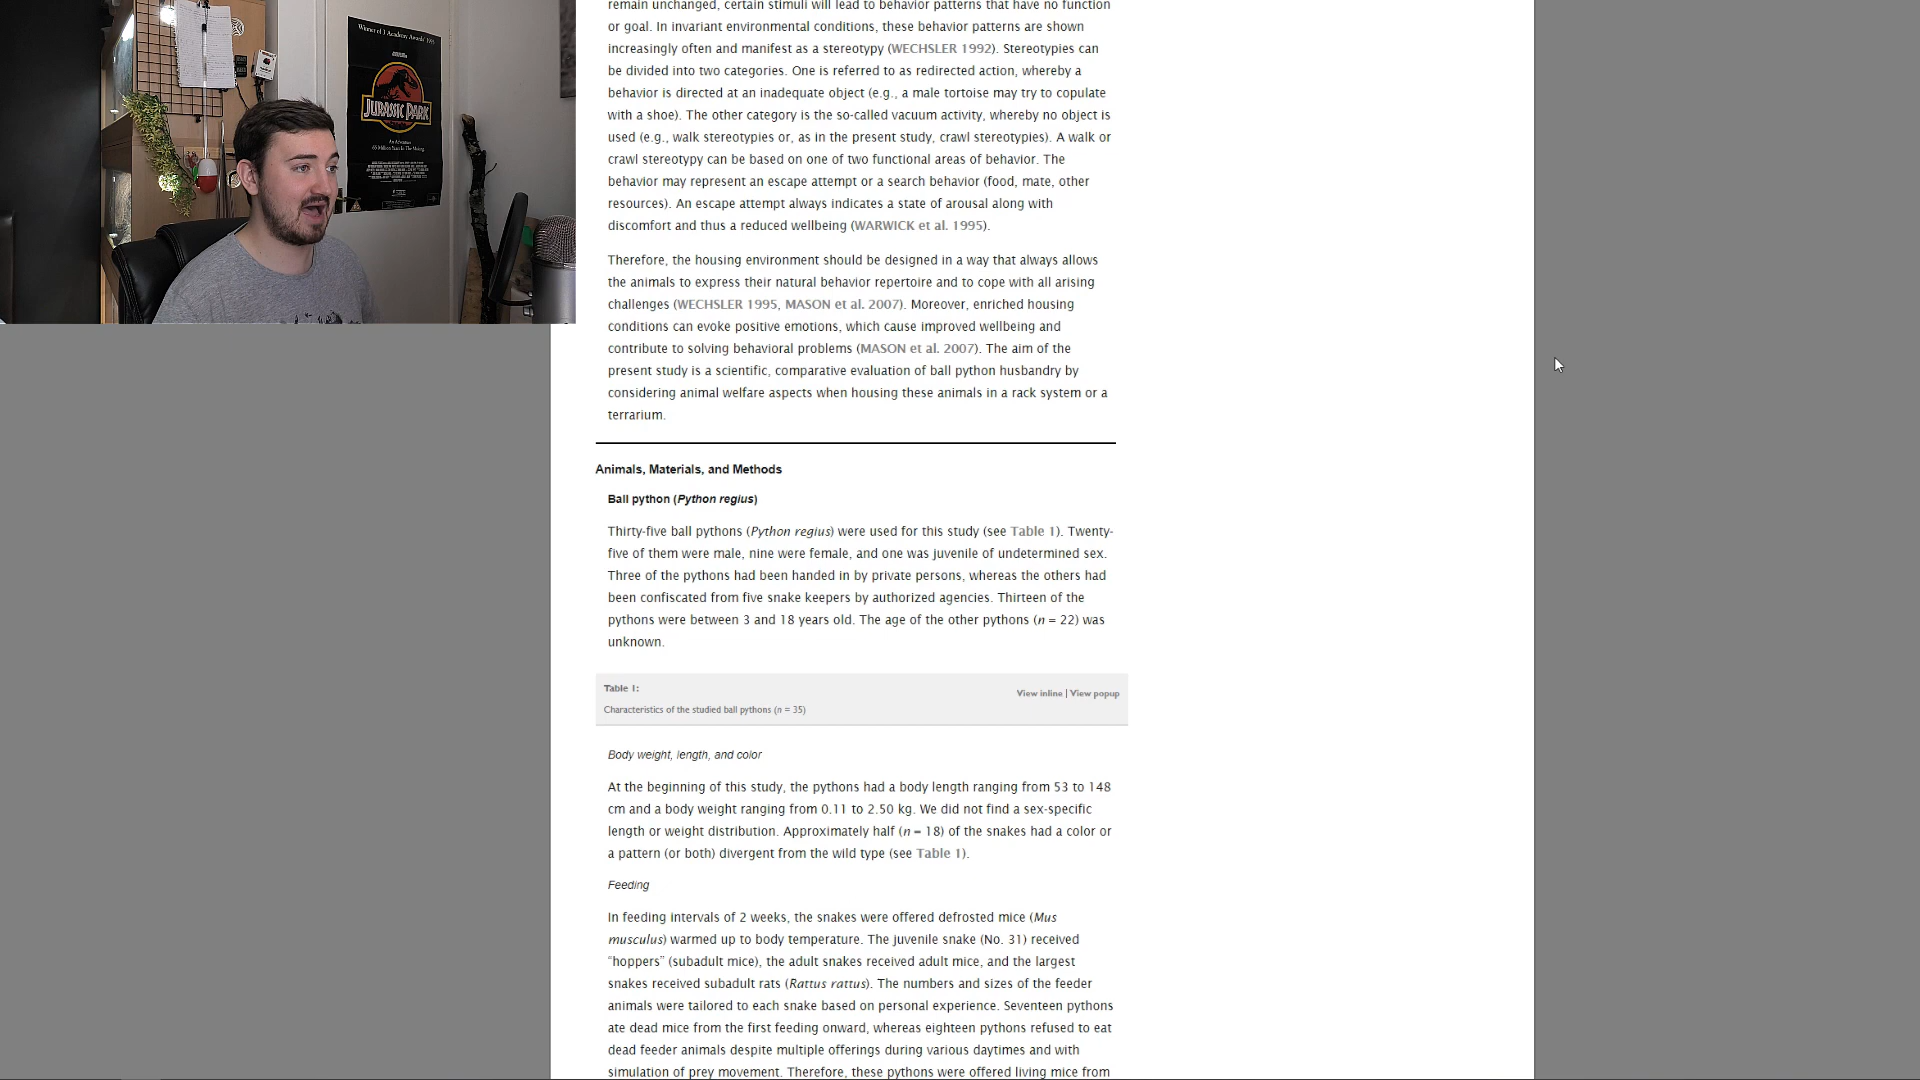 Winner of 3 Academy Awards
JURASSIC PARK
An Adventure
65 Million Years In The Making
remain unchanged, certain stimuli will lead to behavior patterns that have no function
or goal. In invariant environmental conditions, these behavior patterns are shown
increasingly often and manifest as a stereotypy (WECHSLER 1992). Stereotypies can
be divided into two categories. One is referred to as redirected action, whereby a
behavior is directed at an inadequate object (e.g., a male tortoise may try to copulate
with a shoe). The other category is the so-called vacuum activity, whereby no object is
used (e.g., walk stereotypies or, as in the present study, crawl stereotypies). A walk or
crawl stereotypy can be based on one of two functional areas of behavior. The
behavior may represent an escape attempt or a search behavior (food, mate, other
resources). An escape attempt always indicates a state of arousal along with
discomfort and thus a reduced wellbeing (WARWICK et al. 1995).
Therefore, the housing environment should be designed in a way that always allows
the animals to express their natural behavior repertoire and to cope with all arising
challenges (WECHSLER 1995, MASON et al. 2007). Moreover, enriched housing
conditions can evoke positive emotions, which cause improved wellbeing and
contribute to solving behavioral problems (MASON et al. 2007). The aim of the
present study is a scientific, comparative evaluation of ball python husbandry by
considering animal welfare aspects when housing these animals in a rack system or a
terrarium.
Animals, Materials, and Methods
Ball python (Python regius)
Thirty-five ball pythons (Python regius) were used for this study (see Table 1). Twenty-
five of them were male, nine were female, and one was juvenile of undetermined sex.
Three of the pythons had been handed in by private persons, whereas the others had
been confiscated from five snake keepers by authorized agencies. Thirteen of the
pythons were between 3 and 18 years old. The age of the other pythons (n = 22) was
unknown.
Table 1:
View inline | View popup
Characteristics of the studied ball pythons (n = 35)
Body weight, length, and color
At the beginning of this study, the pythons had a body length ranging from 53 to 148
cm and a body weight ranging from 0.11 to 2.50 kg. We did not find a sex-specific
length or weight distribution. Approximately half (n = 18) of the snakes had a color or
a pattern (or both) divergent from the wild type (see Table 1).
Feeding
In feeding intervals of 2 weeks, the snakes were offered defrosted mice (Mus
musculus) warmed up to body temperature. The juvenile snake (No. 31) received
“hoppers” (subadult mice), the adult snakes received adult mice, and the largest
snakes received subadult rats (Rattus rattus). The numbers and sizes of the feeder
animals were tailored to each snake based on personal experience. Seventeen pythons
ate dead mice from the first feeding onward, whereas eighteen pythons refused to eat
dead feeder animals despite multiple offerings during various daytimes and with
simulation of prey movement. Therefore, these pythons were offered living mice from